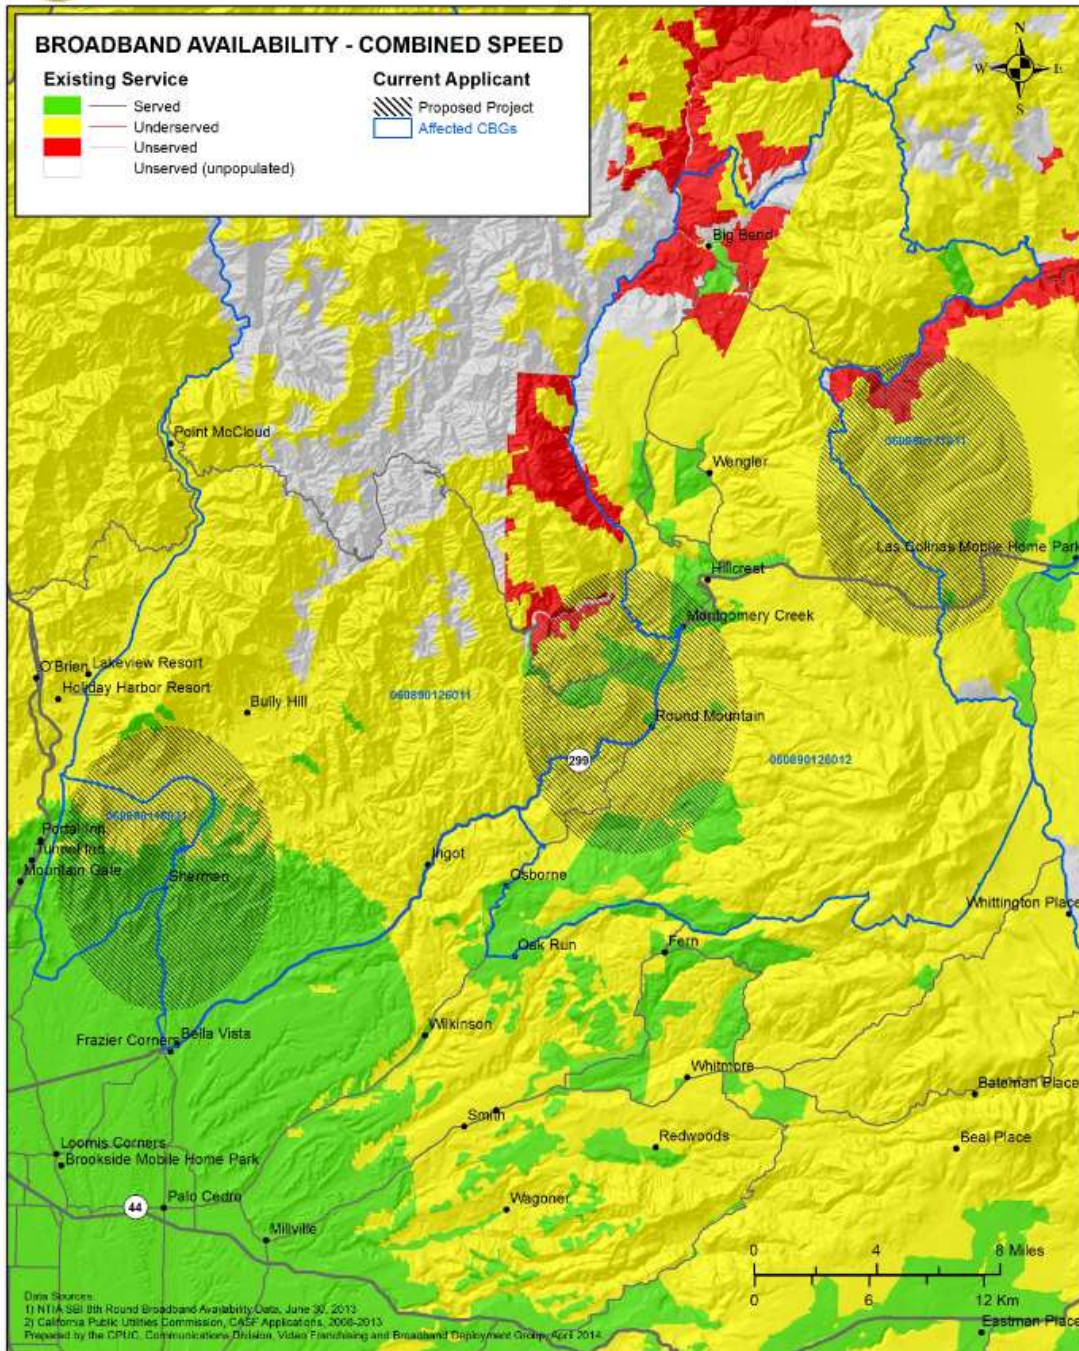 BROADBAND AVAILABILITY - COMBINED SPEED
Existing Service
Current Applicant
Served
Proposed Project
Underserved
Affected CBGs
Unserved
Unserved (unpopulated)
N
W
E
S
Big Bend
Point McCloud
Wengler
Las Colinas Mobile Home Park
Hillcrest
Montgomery Creek
O'Brien
Lakeview Resort
Holiday Harbor Resort
Bully Hill
060890126011
Round Mountain
299
060890126012
Portal Inn
Tunnel Inn
Mountain Gate
Sherman
Ingot
Osborne
Whittington Place
Oak Run
Fern
Frazier Corners
Bella Vista
Wilkinson
Whitmore
Bateman Place
Smith
Loomis Corners
Brookside Mobile Home Park
Redwoods
Beal Place
44
Palo Cedro
Wagoner
Millville
0 4 8 Miles
0 6 12 Km
Eastman Place
Data Sources:
1) NTIA SBI 8th Round Broadband Availability Data, June 30, 2013
2) California Public Utilities Commission, CASF Applications, 2008-2013
Prepared by the CPUC, Communications Division, Video Franchising and Broadband Deployment Group, April 2014